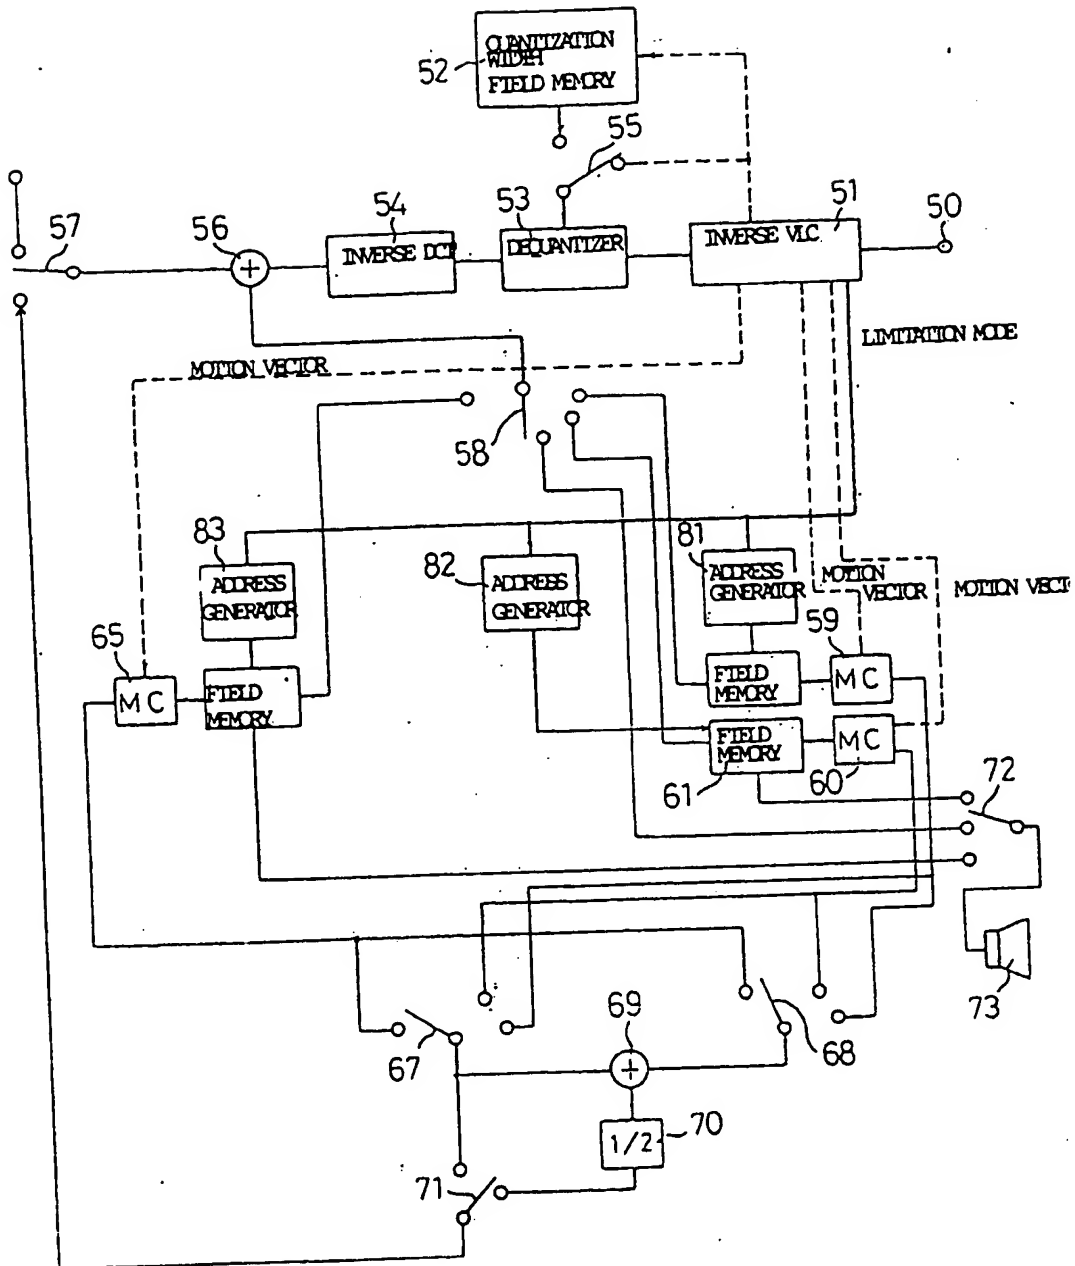 QUANTIZATION
WIDTH
FIELD MEMORY
52
55
57
56
54
INVERSE DCT
53
DEQUANTIZER
51
INVERSE VLC
50
LIMITATION MODE
MOTION VECTOR
58
83
ADDRESS
GENERATOR
82
ADDRESS
GENERATOR
81
ADDRESS
GENERATOR
MOTION
VECTOR
MOTION VECT
65
MC
FIELD
MEMORY
59
FIELD
MEMORY
MC
FIELD
MEMORY
61
MC
60
72
73
67
69
68
1/2
70
71